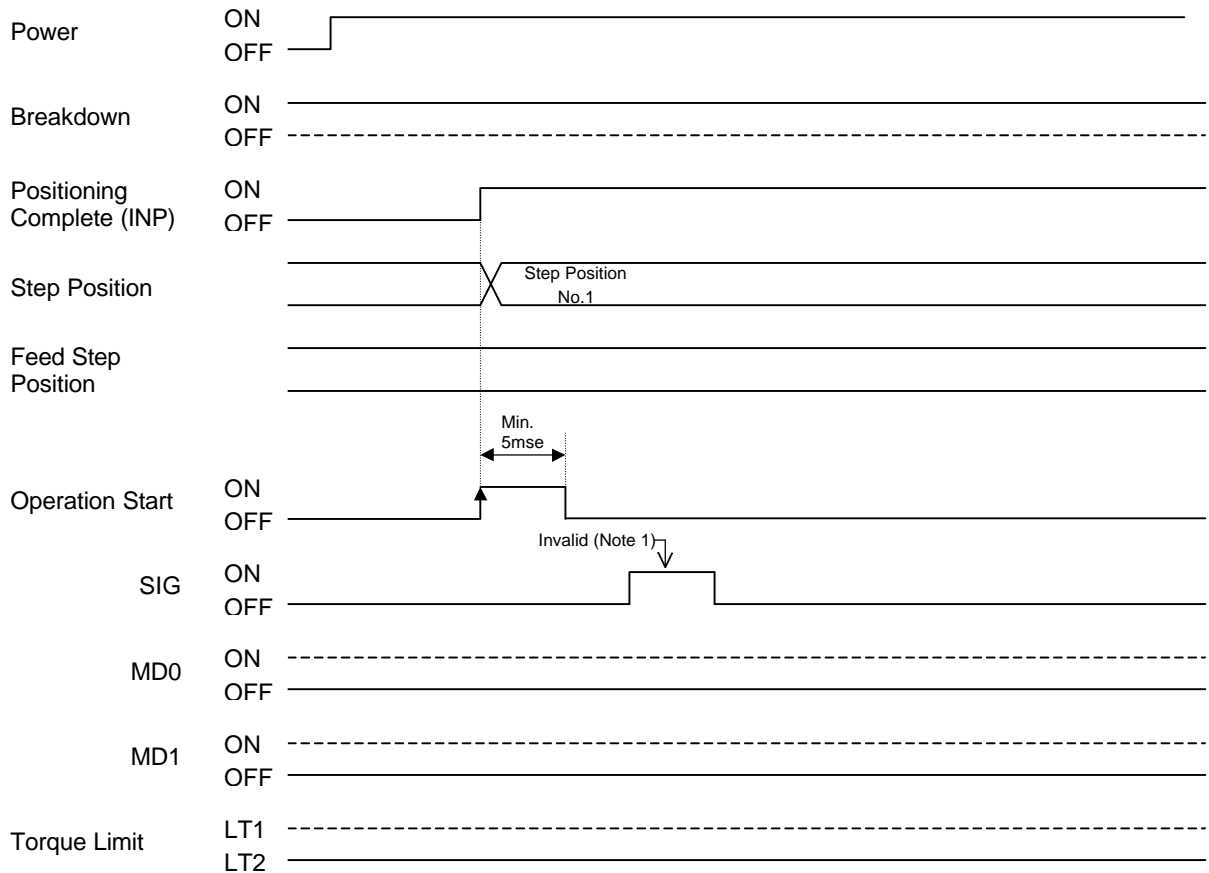 Power
ON
OFF
Breakdown
ON
OFF
Positioning
Complete (INP)
ON
OFF
Step Position
Step Position
No.1
Feed Step
Position
Min.
5mse
Operation Start
ON
OFF
Invalid (Note 1)
SIG
ON
OFF
MD0
ON
OFF
MD1
ON
OFF
Torque Limit
LT1
LT2